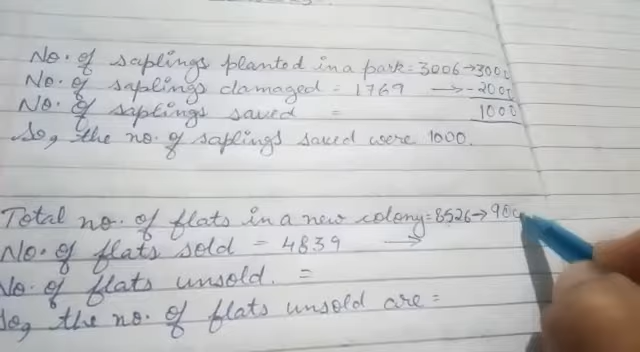 No. of saplings planted in a park = 3006 → 3000
No. of saplings damaged = 1769 → - 2000
No. of saplings saved = 1000
So, the no. of saplings saved were 1000.
Total no. of flats in a new colony = 8526 → 900
No. of flats sold = 4839 →
No. of flats unsold. =
So, the no. of flats unsold are =